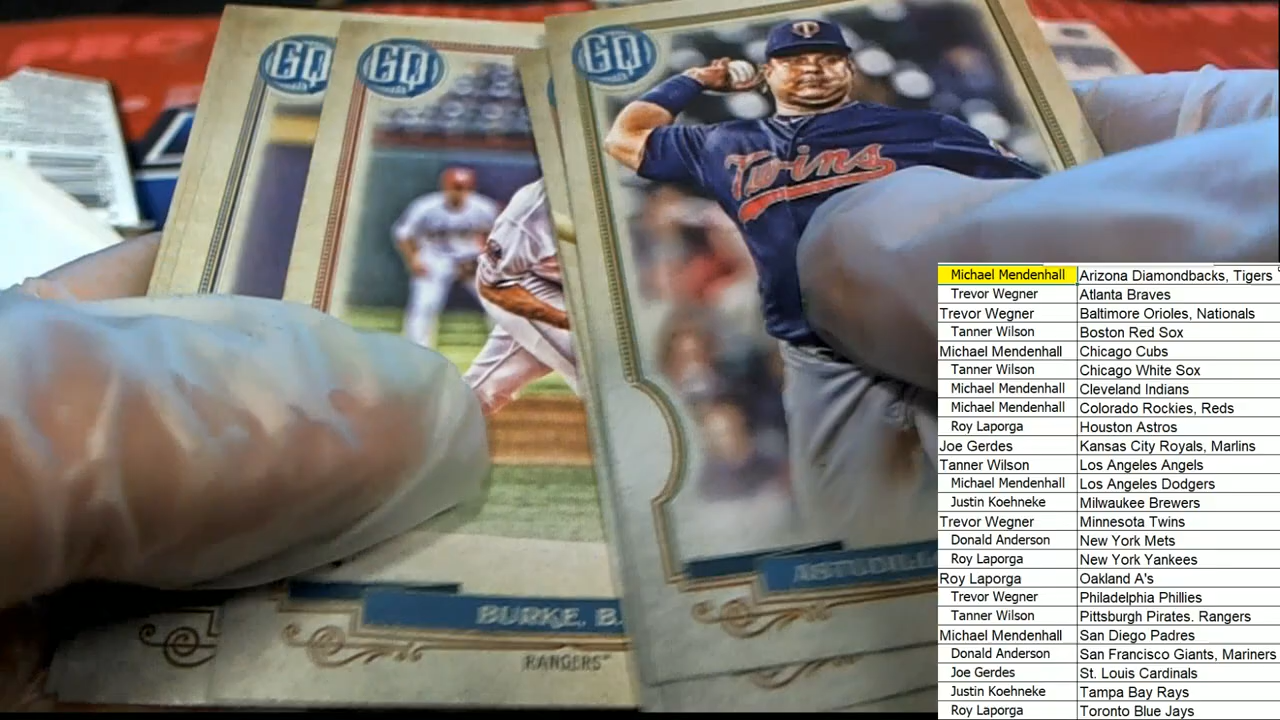 GQ
GQ
GQ
Twins
ASTUDILL
BURKE, B.
RANGERS
Michael Mendenhall Arizona Diamondbacks, Tigers
Trevor Wegner Atlanta Braves
Trevor Wegner Baltimore Orioles, Nationals
Tanner Wilson Boston Red Sox
Michael Mendenhall Chicago Cubs
Tanner Wilson Chicago White Sox
Michael Mendenhall Cleveland Indians
Michael Mendenhall Colorado Rockies, Reds
Roy Laporga Houston Astros
Joe Gerdes Kansas City Royals, Marlins
Tanner Wilson Los Angeles Angels
Michael Mendenhall Los Angeles Dodgers
Justin Koehneke Milwaukee Brewers
Trevor Wegner Minnesota Twins
Donald Anderson New York Mets
Roy Laporga New York Yankees
Roy Laporga Oakland A's
Trevor Wegner Philadelphia Phillies
Tanner Wilson Pittsburgh Pirates. Rangers
Michael Mendenhall San Diego Padres
Donald Anderson San Francisco Giants, Mariners
Joe Gerdes St. Louis Cardinals
Justin Koehneke Tampa Bay Rays
Roy Laporga Toronto Blue Jays